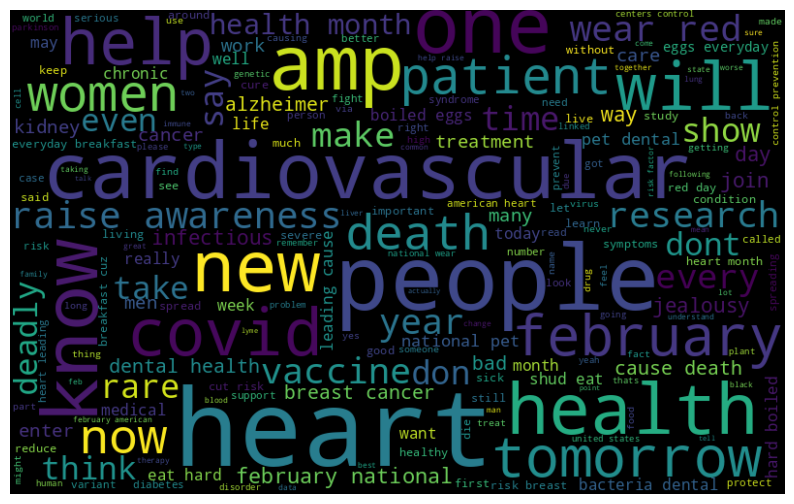 world
serious
around
use
health month
one
wear red
centers control
made
parkinson
help
causing
better
help raise
without
eggs everyday
come
sure
may
work
amp
patient
will
keep
well
genetic
cure
care
together
state
worse
women
chronic
say
alzheimer
fight
syndrome
need
lung
cell
two
even
life
person
via
boiled eggs
time
live
way
study
back
control prevention
immune
kidney
cancer
make
right
high
linked
show
everyday breakfast
please
type
much
common
treatment
pet dental
getting
day
taking
cardiovascular
prevent
due
got
risk factor
following
case
talk
find
see
red day
join
said
american heart
let
virus
condition
raise awareness
liver
important
death
many
never
research
called
mean
living
infectious
severe
today
read
learn
symptoms
dont
risk
really
great
remember
new
national wear
number
name
drug
feel
heart month
know
people
every
spreading
family
deadly
heart leading
breakfast cuz
take
men
actually
look
going
lot
jealousy
understand
long
spread
week
problem
leading cause
year
february
thing
lyme
covid
yes
change
national pet
feb
good
someone
yeah
fact
plant
dental health
vaccine
don
bad
month
cause death
rare
cut risk
sick
thats
part
medical
support
breast cancer
still
shud eat
point
black
hard boiled
enter
blood
heart
die
man
treat
food
health
might
february american
now
want
reduce
united states
tell
think
therapy
healthy
tomorrow
eat hard
february national
best
first
risk breast
bacteria dental
protect
human
variant
diabetes
disorder
data